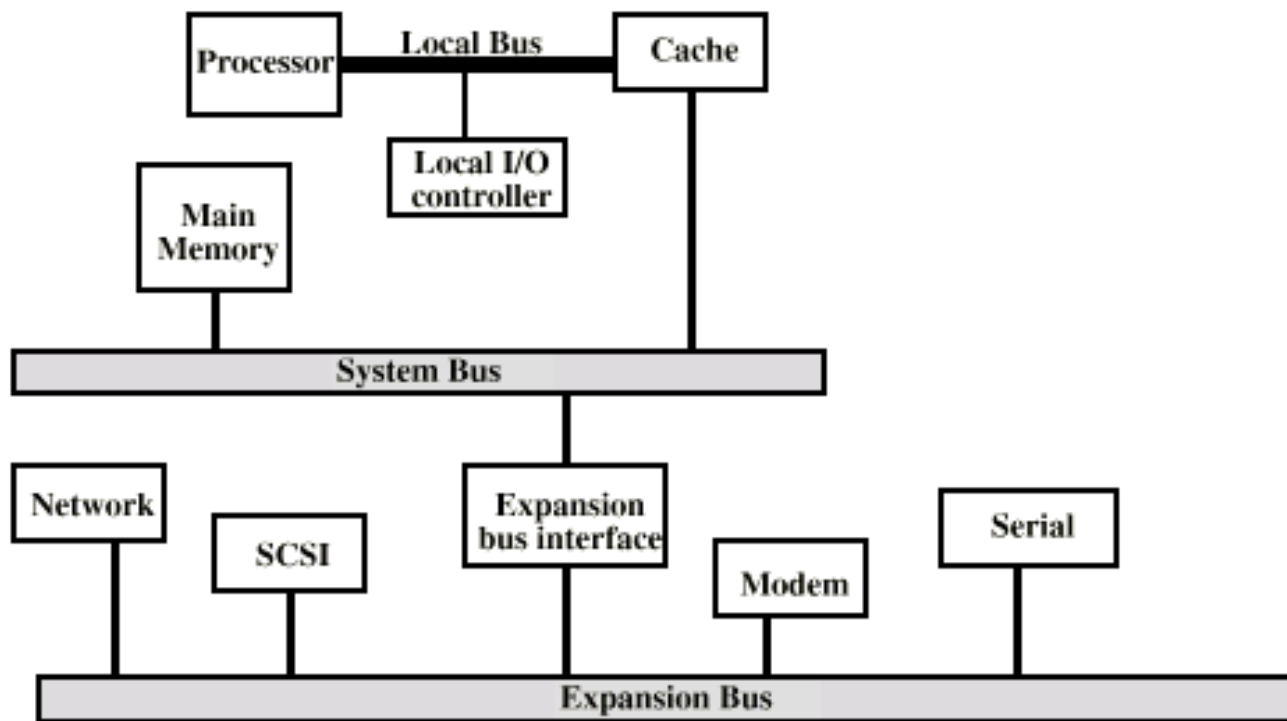 Processor
Local Bus
Cache
Local I/O
controller
Main
Memory
System Bus
Network
SCSI
Expansion
bus interface
Modem
Serial
Expansion Bus